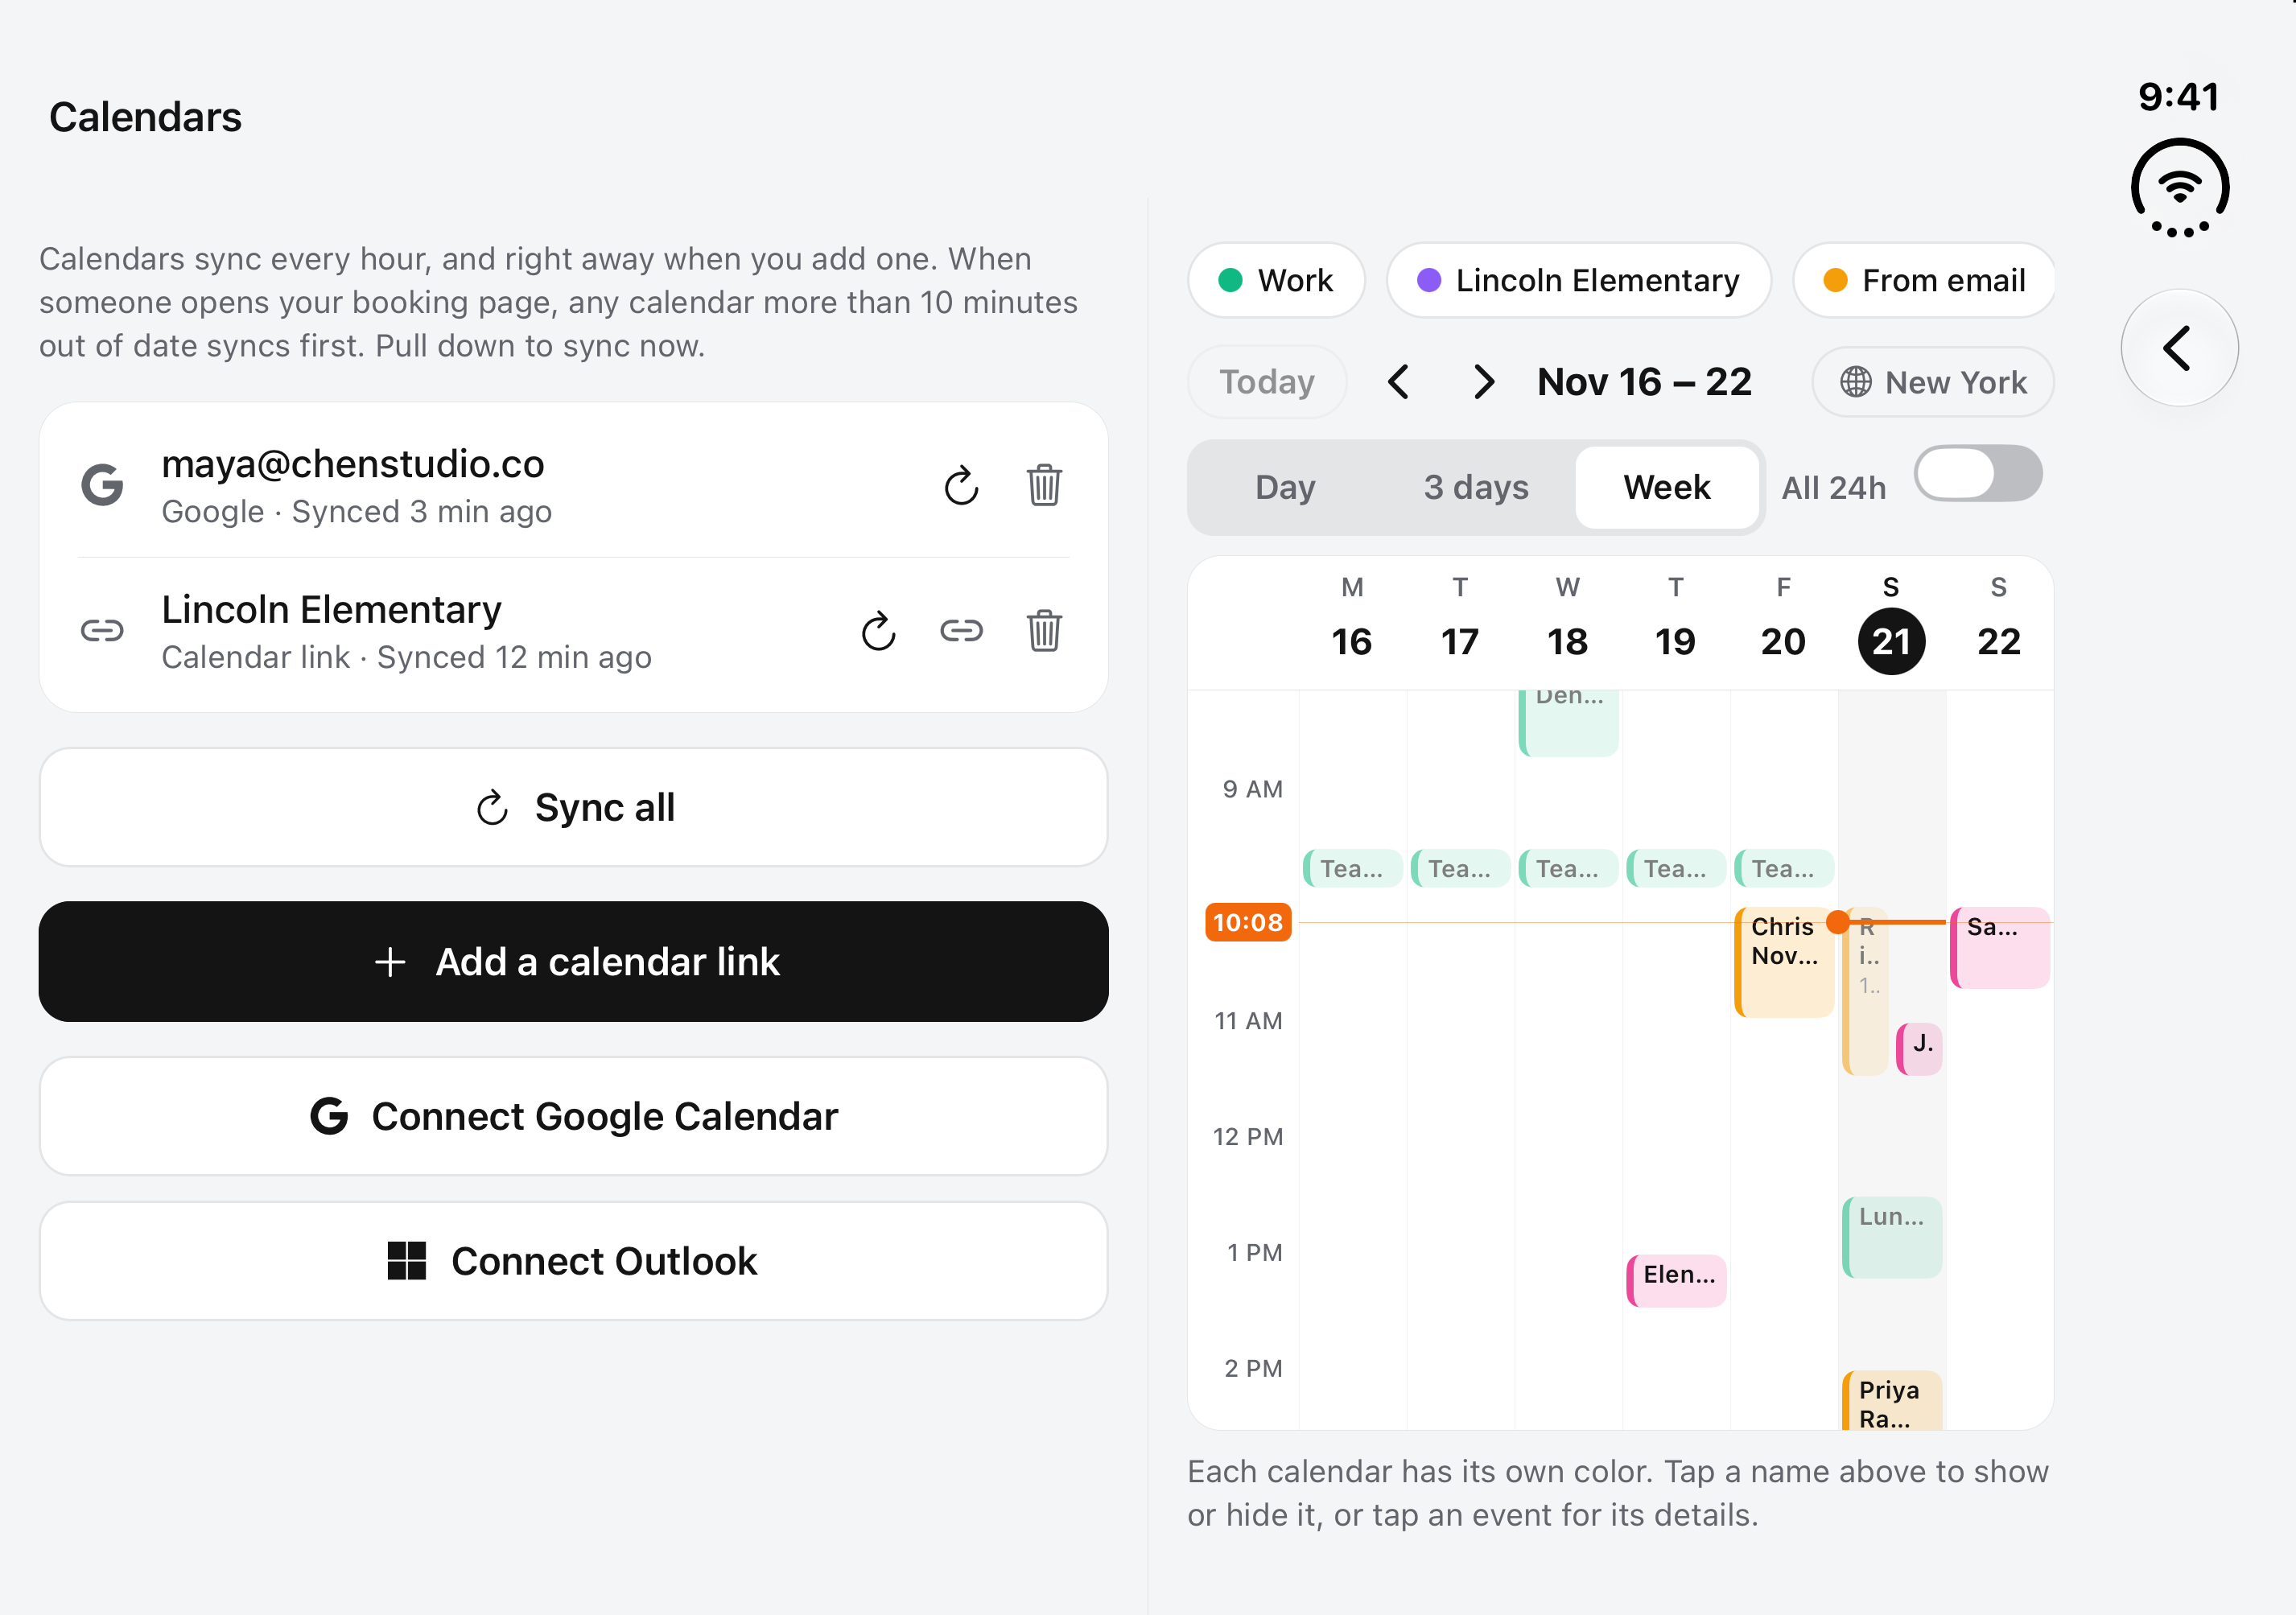 9:41
Calendars
Calendars sync every hour, and right away when you add one. When
someone opens your booking page, any calendar more than 10 minutes
out of date syncs first. Pull down to sync now.
maya@chenstudio.co
Google · Synced 3 min ago
Lincoln Elementary
Calendar link · Synced 12 min ago
Sync all
Add a calendar link
Connect Google Calendar
Connect Outlook
Work
Lincoln Elementary
From email
Today
Nov 16 – 22
New York
Day
3 days
Week
All 24h
M T W T F S S
16 17 18 19 20 21 22
Den...
9 AM
Tea... Tea... Tea... Tea... Tea...
10:08
Chris
Nov...
R
i..
1..
Sa...
11 AM
J.
12 PM
Lun...
1 PM
Elen...
2 PM
Priya
Ra...
Each calendar has its own color. Tap a name above to show
or hide it, or tap an event for its details.